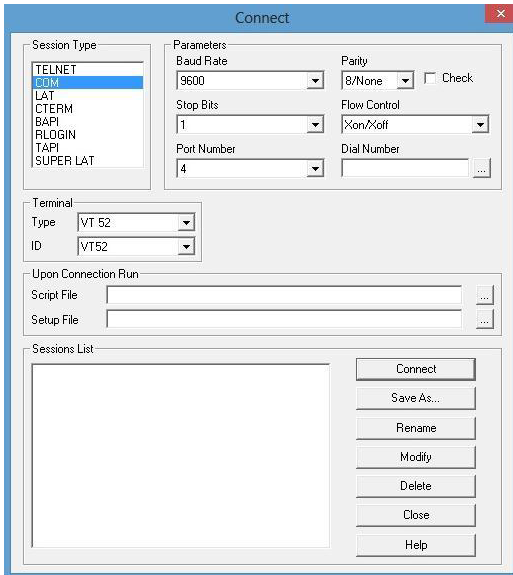 Connect
Session Type
TELNET
COM
LAT
CTERM
BAPI
RLOGIN
TAPI
SUPER LAT
Parameters
Baud Rate
9600
Parity
8/None
Check
Stop Bits
1
Flow Control
Xon/Xoff
Port Number
4
Dial Number
...
Terminal
Type VT 52
ID VT52
Upon Connection Run
Script File ...
Setup File ...
Sessions List
Connect
Save As...
Rename
Modify
Delete
Close
Help